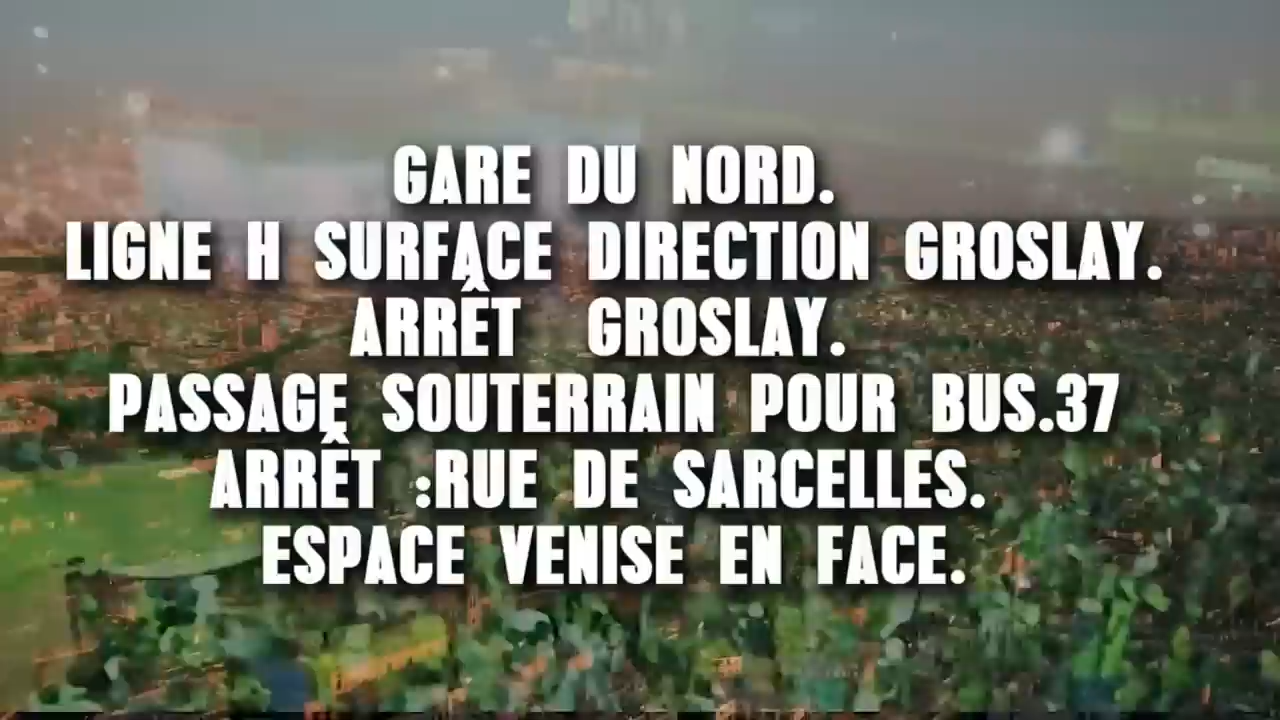 GARE DU NORD.
LIGNE H SURFACE DIRECTION GROSLAY.
ARRÊT GROSLAY.
PASSAGE SOUTERRAIN POUR BUS.37
ARRÊT :RUE DE SARCELLES.
ESPACE VENISE EN FACE.